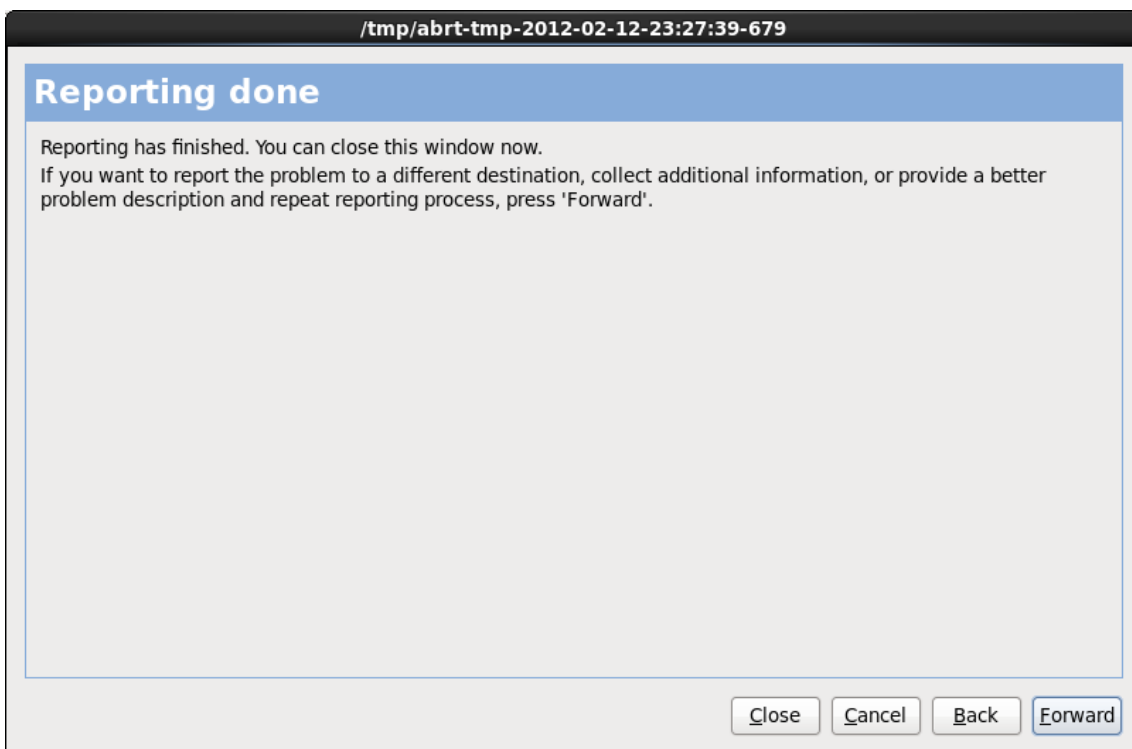 /tmp/abrt-tmp-2012-02-12-23:27:39-679
Reporting done
Reporting has finished. You can close this window now.
If you want to report the problem to a different destination, collect additional information, or provide a better
problem description and repeat reporting process, press 'Forward'.
Close Cancel Back Forward